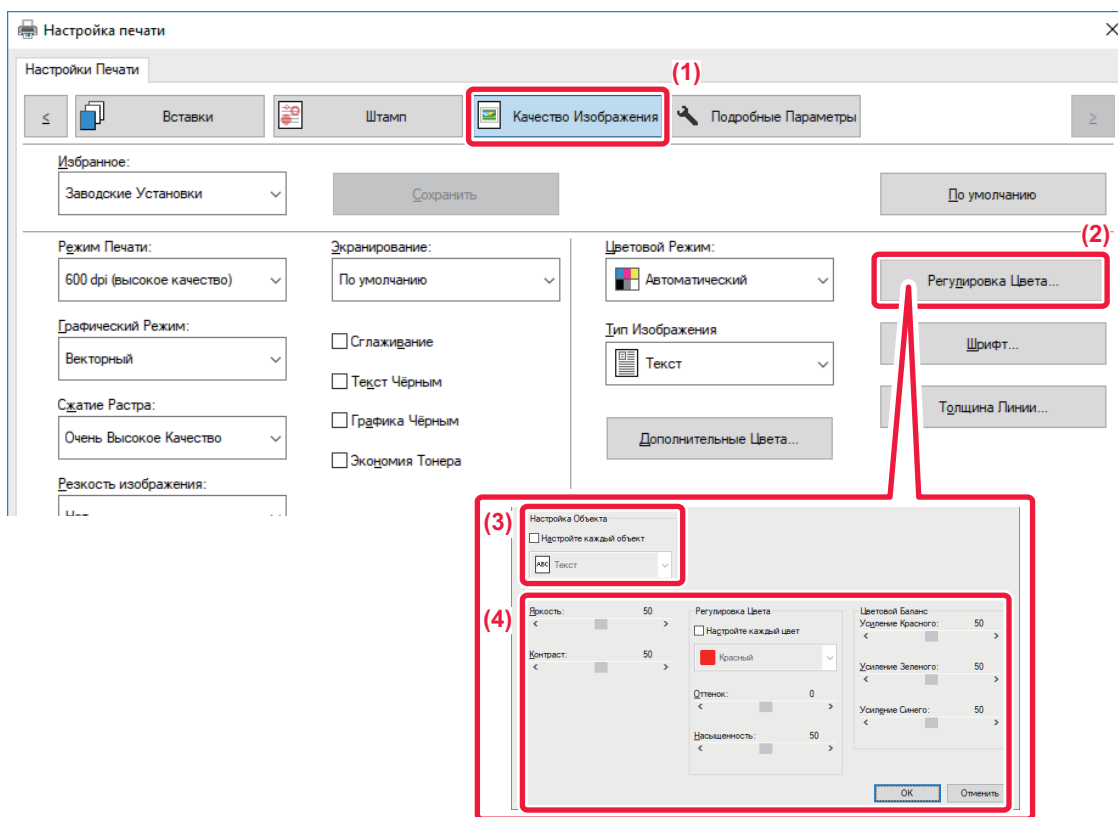 Настройка печати
Настройки Печати
(1)
< Вставки Штамп Качество Изображения Подробные Параметры >
Избранное:
Заводские Установки Сохранить По умолчанию
(2)
Режим Печати: Экранирование: Цветовой Режим:
600 dpi (высокое качество) По умолчанию Автоматический Регулировка Цвета...
Графический Режим: Сглаживание Тип Изображения
Векторный Текст Шрифт...
Текст Чёрным
Сжатие Растра: Графика Чёрным Толщина Линии...
Очень Высокое Качество Дополнительные Цвета...
Экономия Тонера
Резкость изображения:
Нет
(3) Настройка Объекта
Настройте каждый объект
ABC Текст
(4) Яркость: 50 Регулировка Цвета Цветовой Баланс
< > Настройте каждый цвет Усиление Красного: 50
< >
Контраст: 50 Красный Усиление Зеленого: 50
< > < >
Оттенок: 0 Усиление Синего: 50
< > < >
Насыщенность: 50
< >
OK Отменить